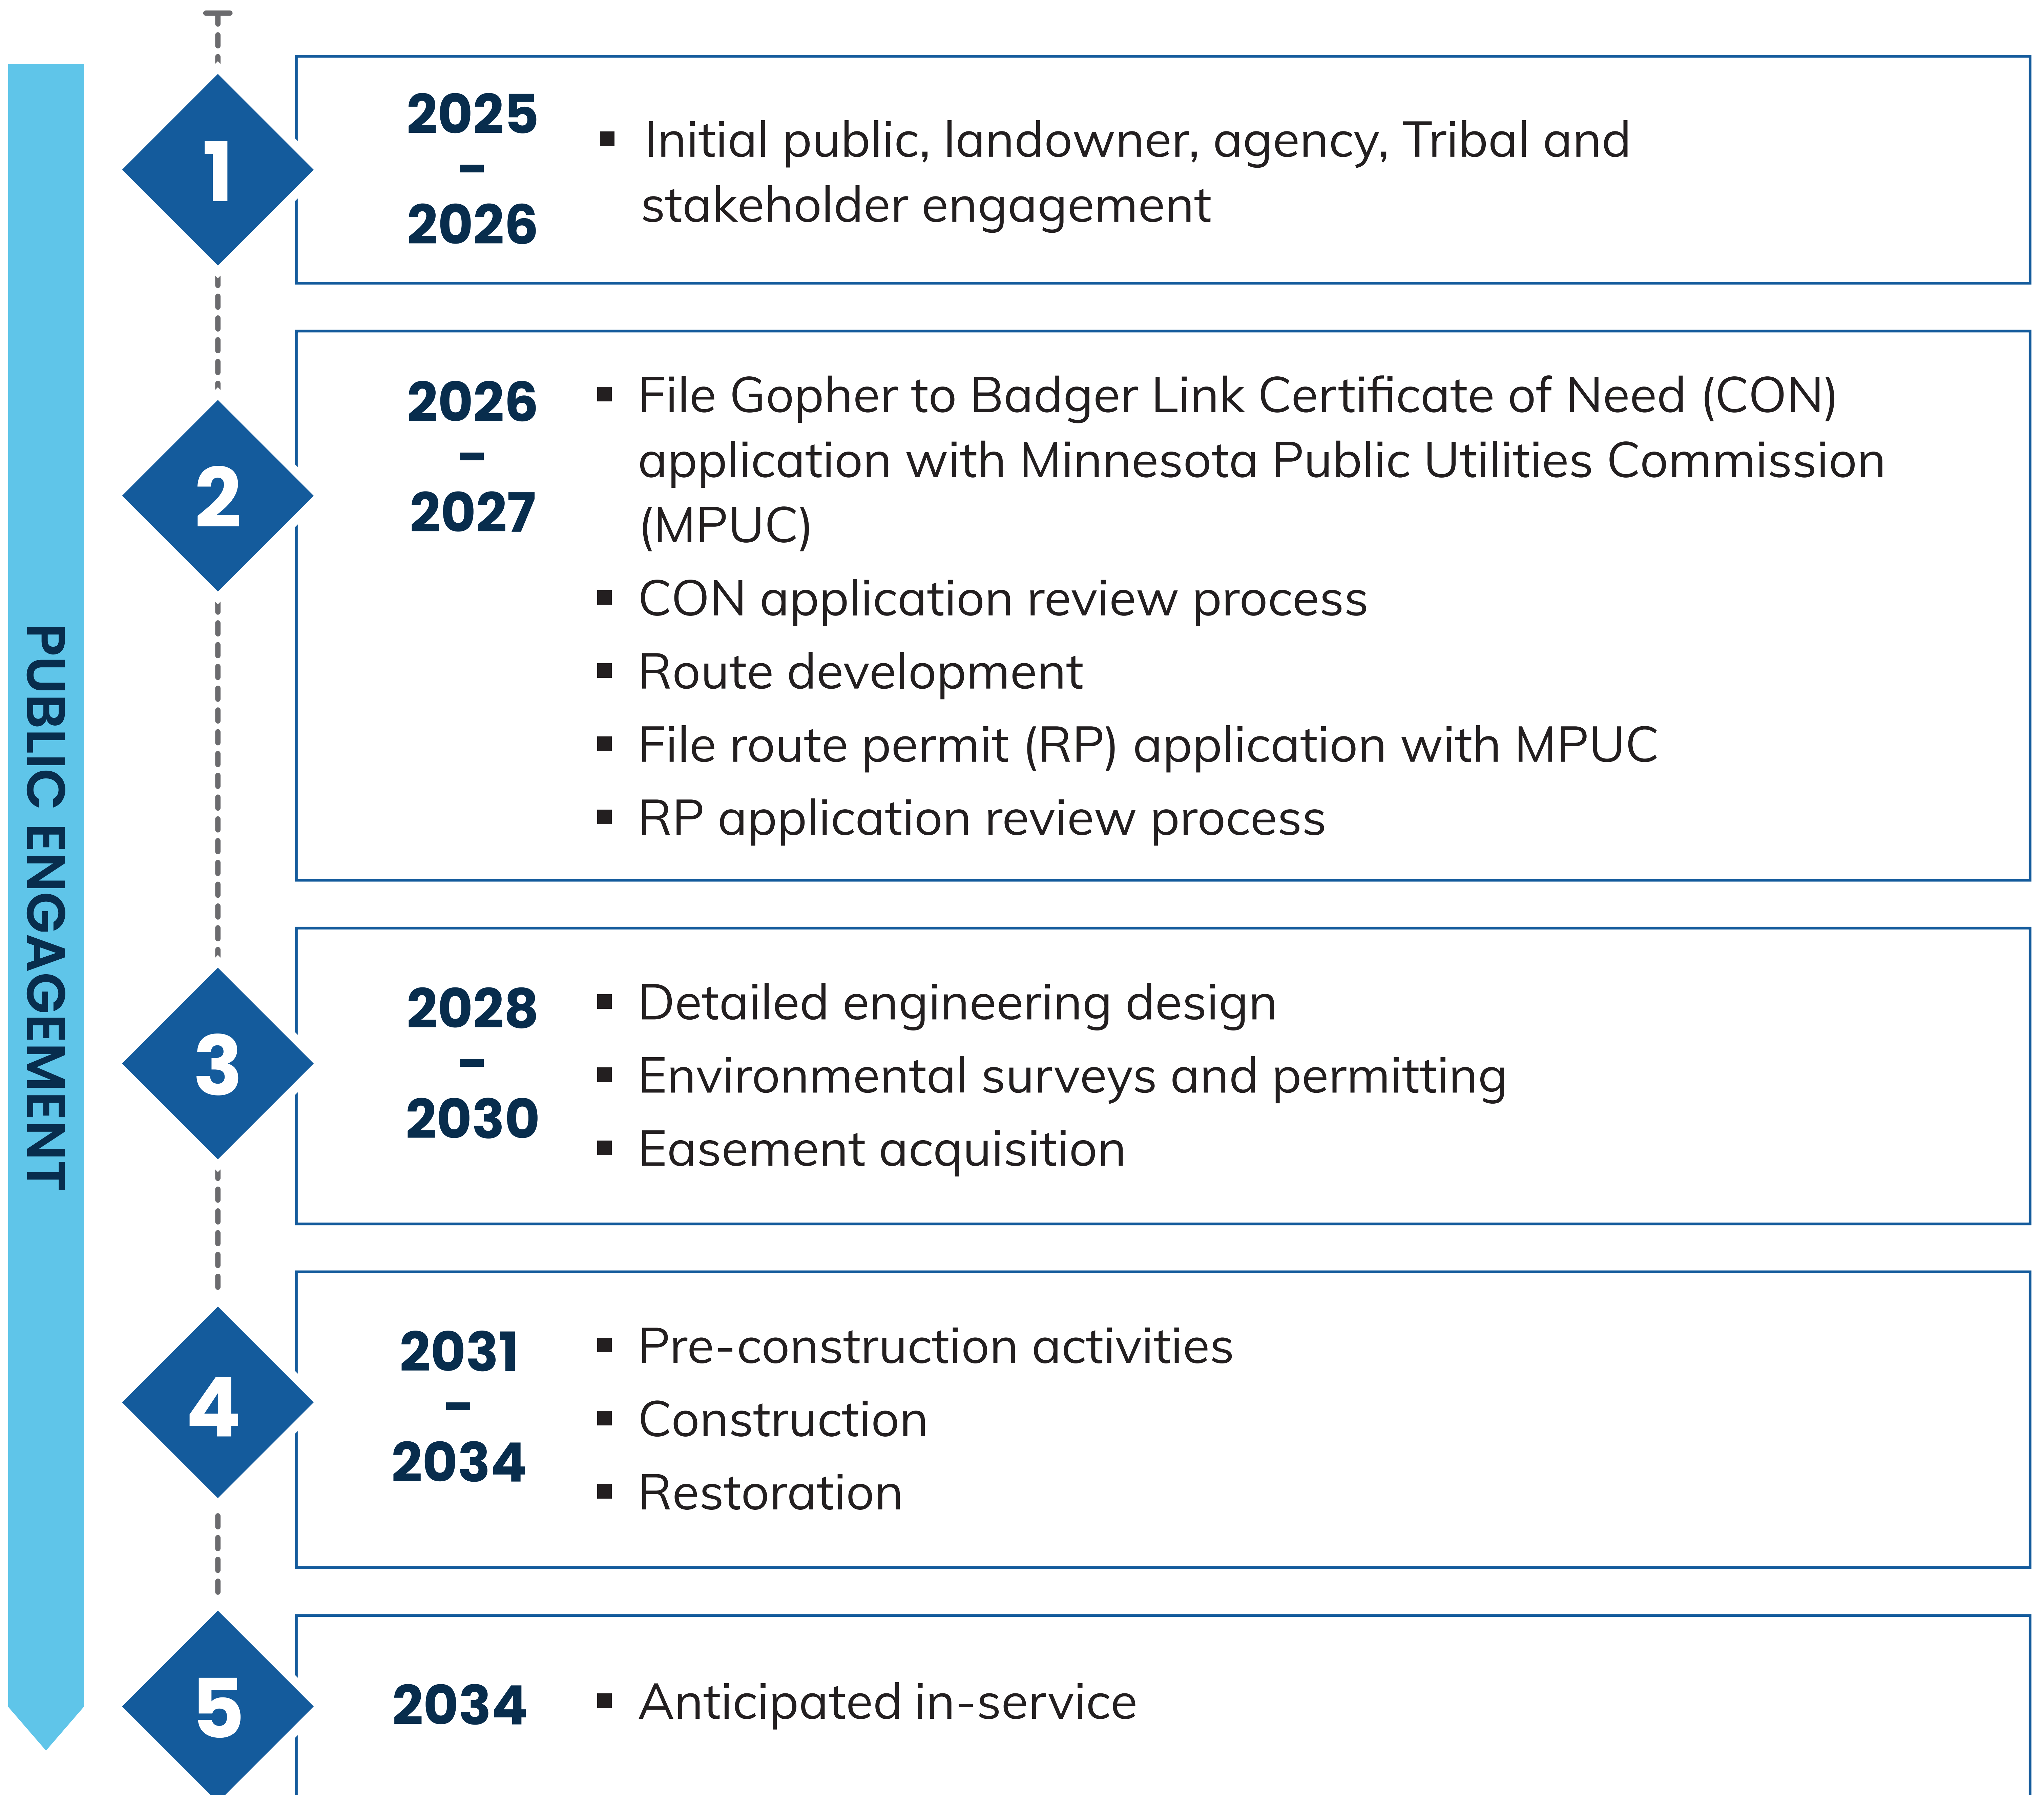 PUBLIC ENGAGEMENT
1
2025
–
2026
▪ Initial public, landowner, agency, Tribal and
stakeholder engagement
2
2026
–
2027
▪ File Gopher to Badger Link Certificate of Need (CON)
application with Minnesota Public Utilities Commission
(MPUC)
▪ CON application review process
▪ Route development
▪ File route permit (RP) application with MPUC
▪ RP application review process
3
2028
–
2030
▪ Detailed engineering design
▪ Environmental surveys and permitting
▪ Easement acquisition
4
2031
–
2034
▪ Pre-construction activities
▪ Construction
▪ Restoration
5
2034
▪ Anticipated in-service